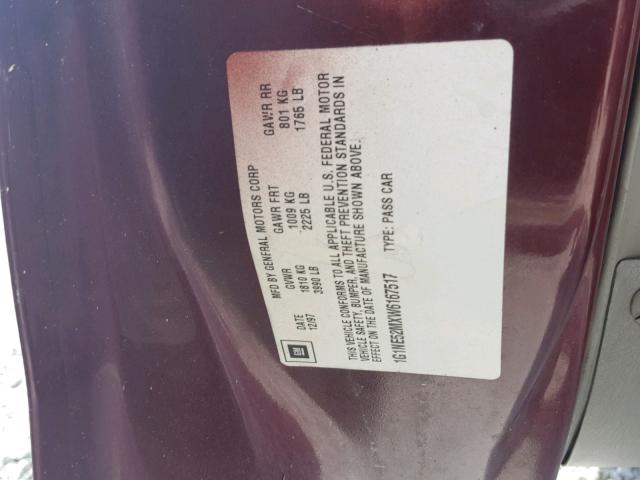 GM
MFD BY GENERAL MOTORS CORP
DATE GVWR GAWR FRT GAWR RR
12/97 1810 KG 1009 KG 801 KG
3990 LB 2225 LB 1765 LB
THIS VEHICLE CONFORMS TO ALL APPLICABLE U.S. FEDERAL MOTOR
VEHICLE SAFETY, BUMPER, AND THEFT PREVENTION STANDARDS IN
EFFECT ON THE DATE OF MANUFACTURE SHOWN ABOVE.
1G1NE52MXW6167517 TYPE: PASS CAR